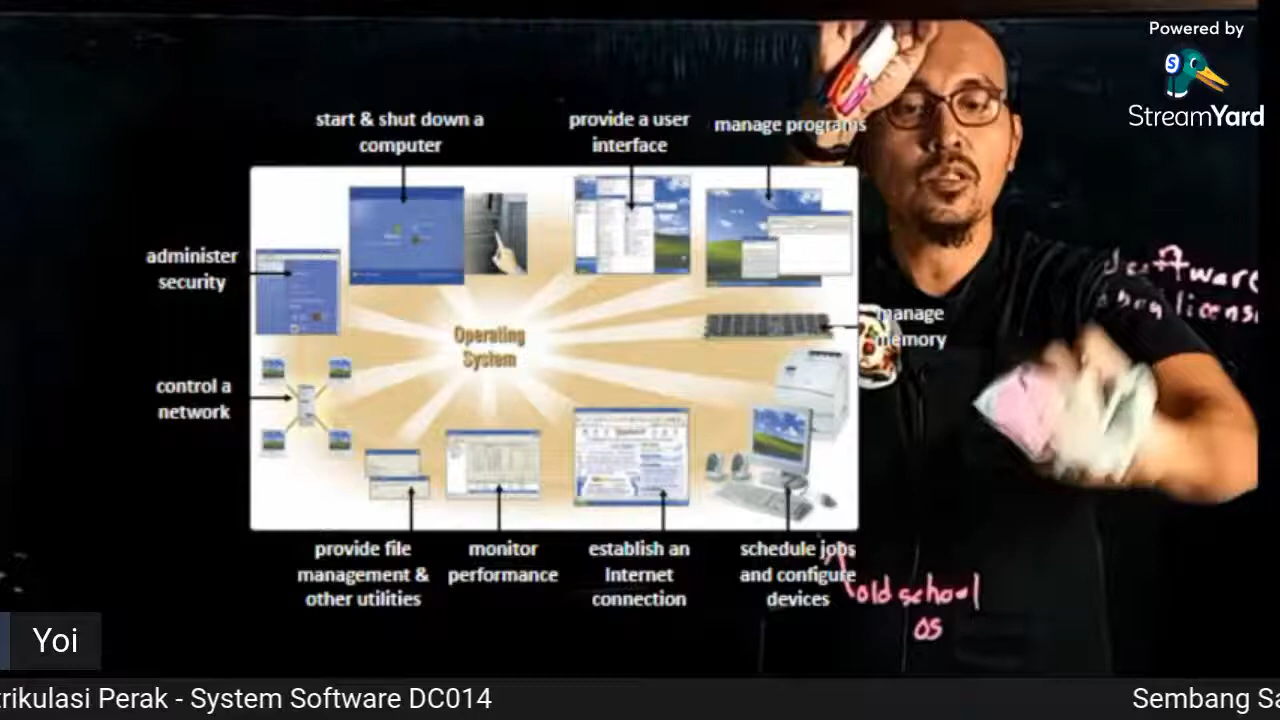 Powered by
StreamYard
start & shut down a
computer
provide a user
interface
manage programs
administer
security
Operating
System
manage
memory
software
control a
network
provide file
management &
other utilities
monitor
performance
establish an
Internet
connection
schedule jobs
and configure
devices
old school
OS
Yoi
trikulasi Perak - System Software DC014
Sembang Sa